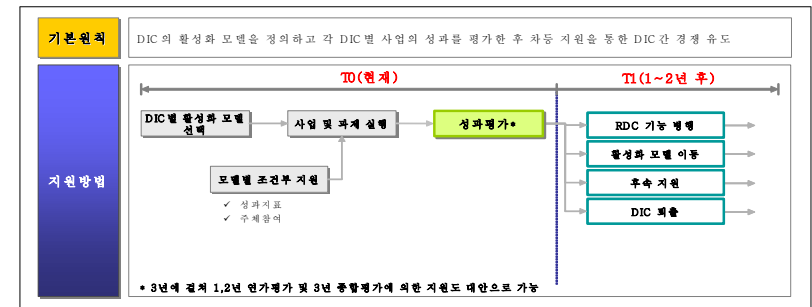 기본원칙
DIC의 활성화 모델을 정의하고 각 DIC별 사업의 성과를 평가한 후 차등 지원을 통한 DIC간 경쟁 유도
지원방법
T0(현재)
T1(1~2년 후)
DIC별 활성화 모델
선택
사업 및 과제 실행
성과평가*
RDC 기능 병행
활성화 모델 이동
후속 지원
DIC 퇴출
모델별 조건부 지원
✓ 성과지표
✓ 주체참여
* 3년에 걸쳐 1,2년 연가평가 및 3년 종합평가에 의한 지원도 대안으로 가능